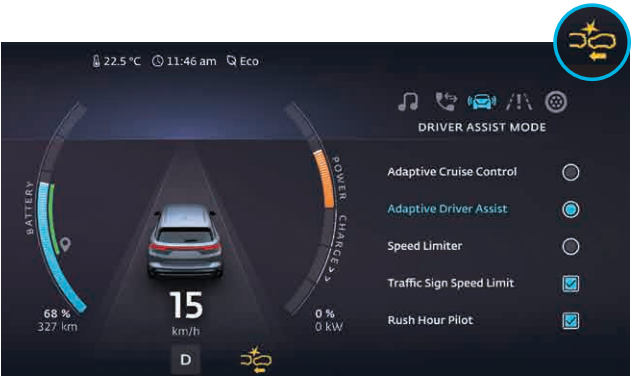 22.5 °C 11:46 am Eco
DRIVER ASSIST MODE
Adaptive Cruise Control
Adaptive Driver Assist
Speed Limiter
Traffic Sign Speed Limit
Rush Hour Pilot
BATTERY
POWER
CHARGE >>>
68 %
327 km
15
km/h
0 %
0 kW
D